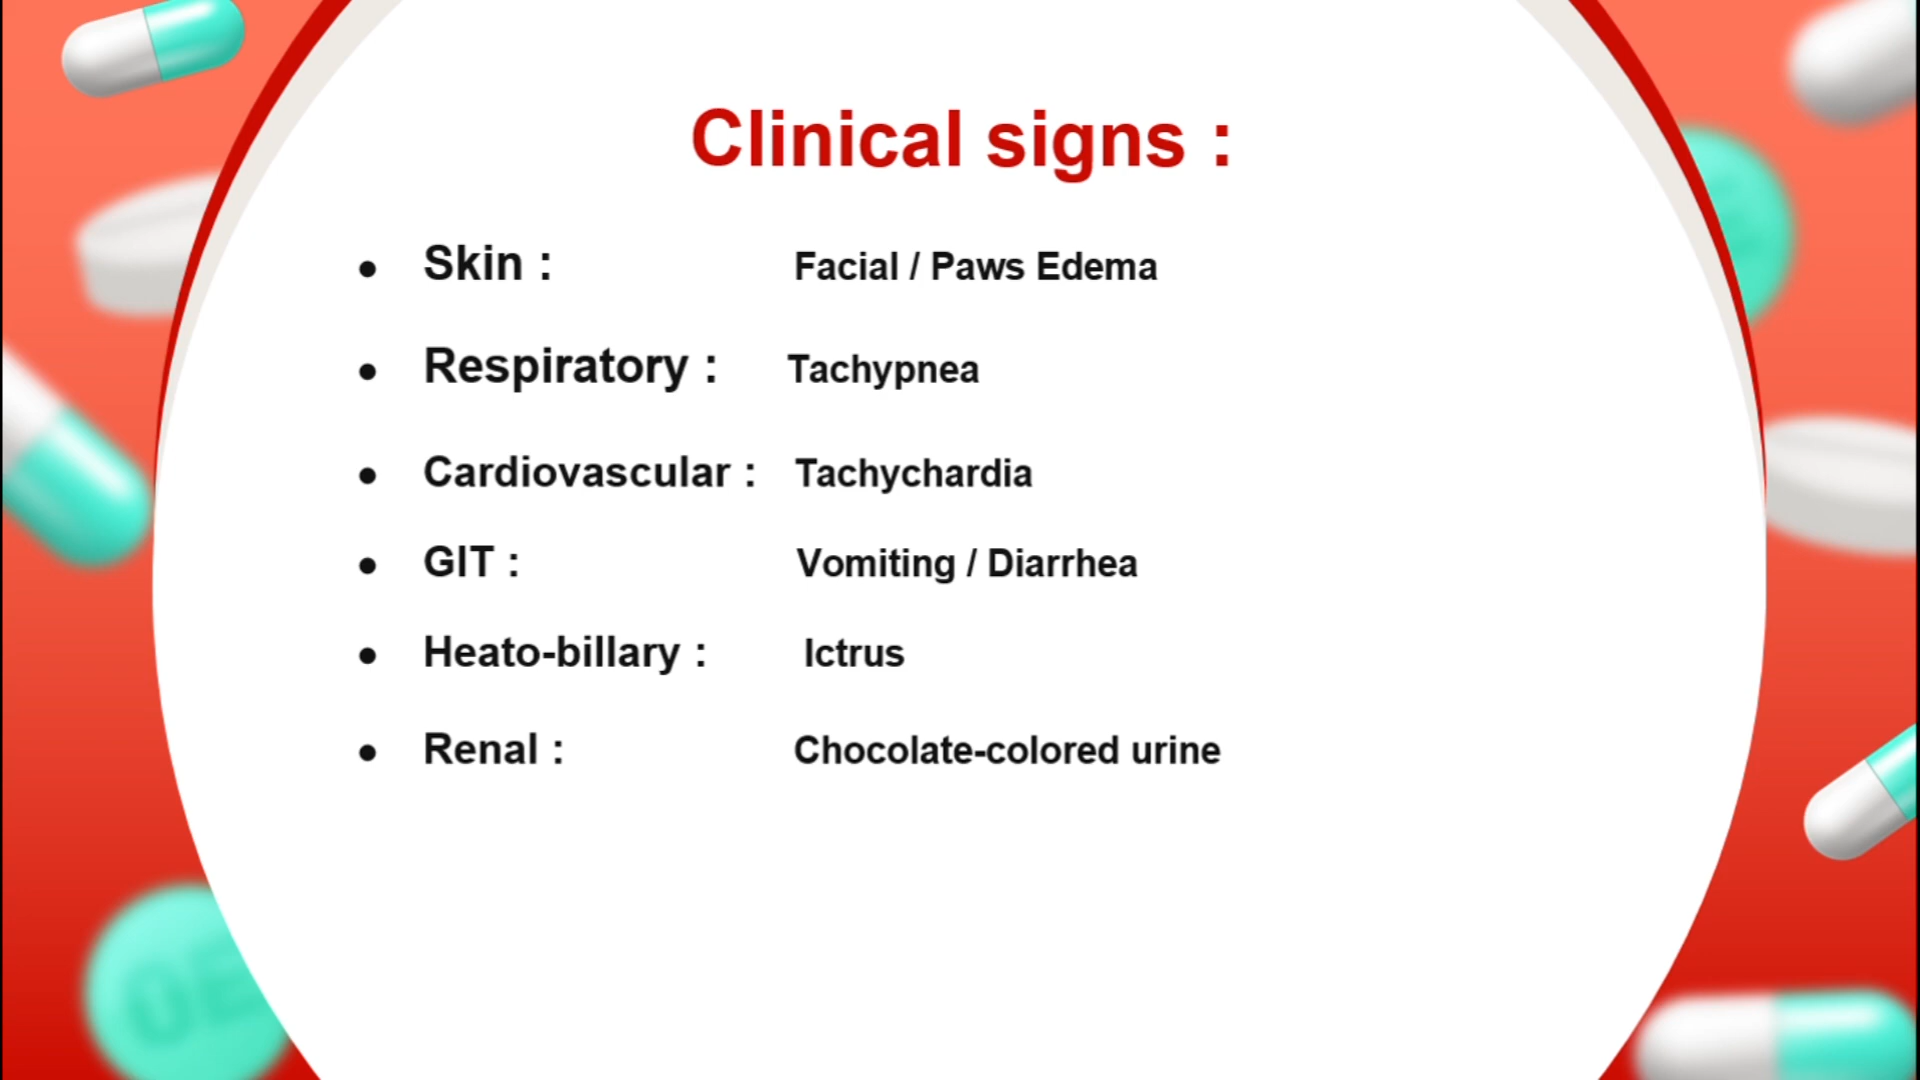 Clinical signs :
● Skin : Facial / Paws Edema
● Respiratory : Tachypnea
● Cardiovascular : Tachychardia
● GIT : Vomiting / Diarrhea
● Heato-billary : Ictrus
● Renal : Chocolate-colored urine